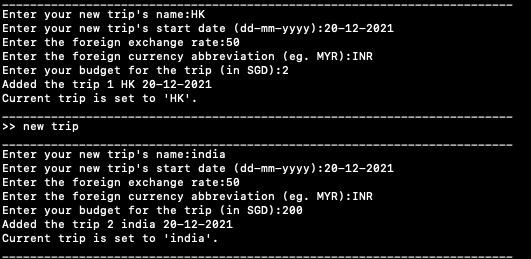 Enter your new trip's name:HK
Enter your new trip's start date (dd-mm-yyyy):20-12-2021
Enter the foreign exchange rate:50
Enter the foreign currency abbreviation (eg. MYR):INR
Enter your budget for the trip (in SGD):2
Added the trip 1 HK 20-12-2021
Current trip is set to 'HK'.
>> new trip
Enter your new trip's name:india
Enter your new trip's start date (dd-mm-yyyy):20-12-2021
Enter the foreign exchange rate:50
Enter the foreign currency abbreviation (eg. MYR):INR
Enter your budget for the trip (in SGD):200
Added the trip 2 india 20-12-2021
Current trip is set to 'india'.